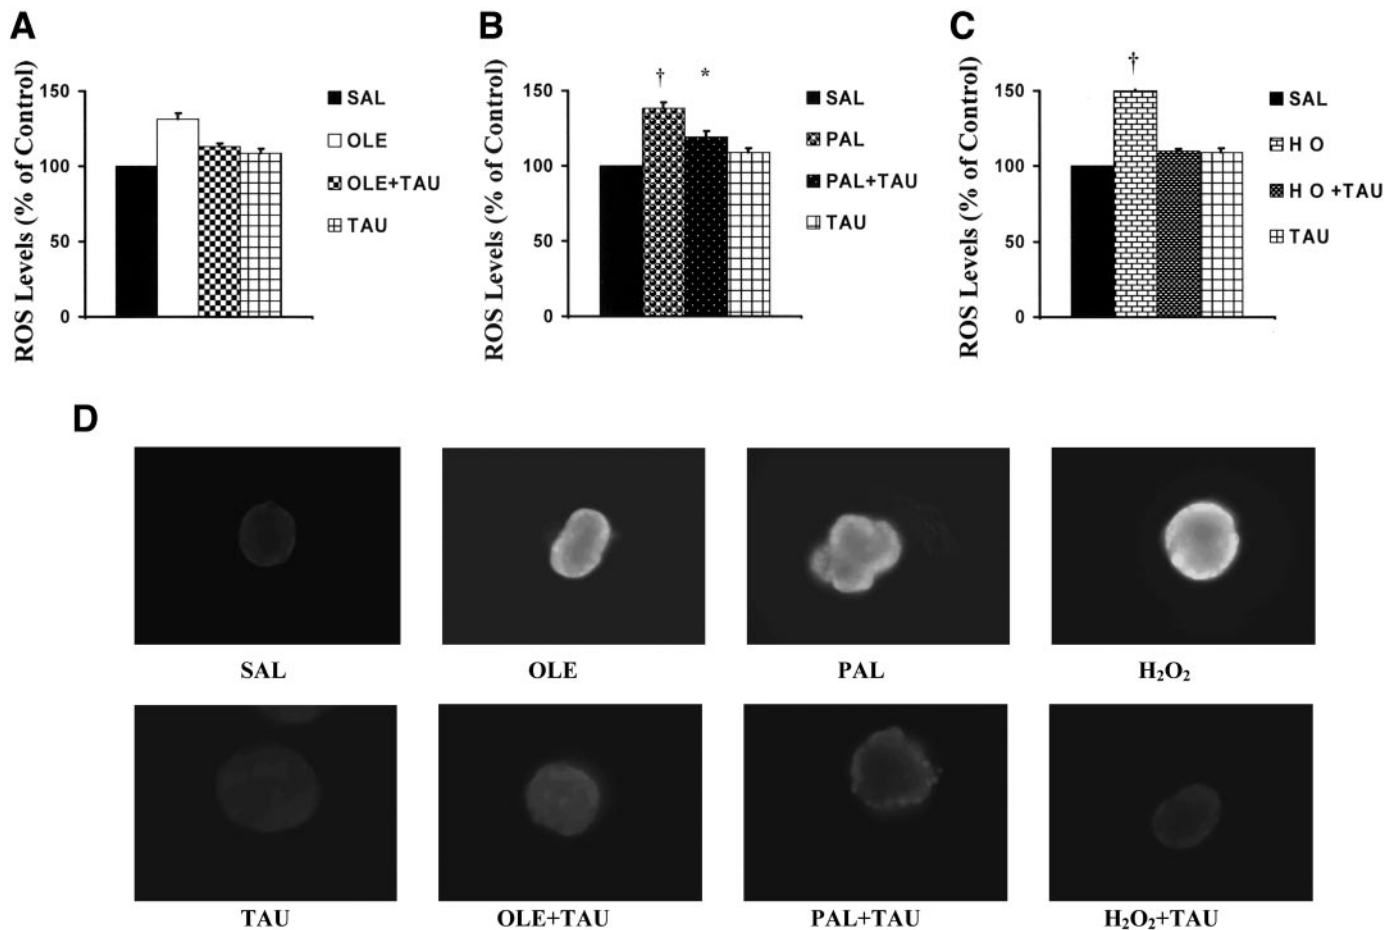 A
ROS Levels (% of Control)
150
100
50
0
SAL
OLE
OLE+TAU
TAU
B
ROS Levels (% of Control)
150
100
50
0
†
*
SAL
PAL
PAL+TAU
TAU
C
ROS Levels (% of Control)
150
100
50
0
†
SAL
H O
H O +TAU
TAU
D
SAL
OLE
PAL
H₂O₂
TAU
OLE+TAU
PAL+TAU
H₂O₂+TAU